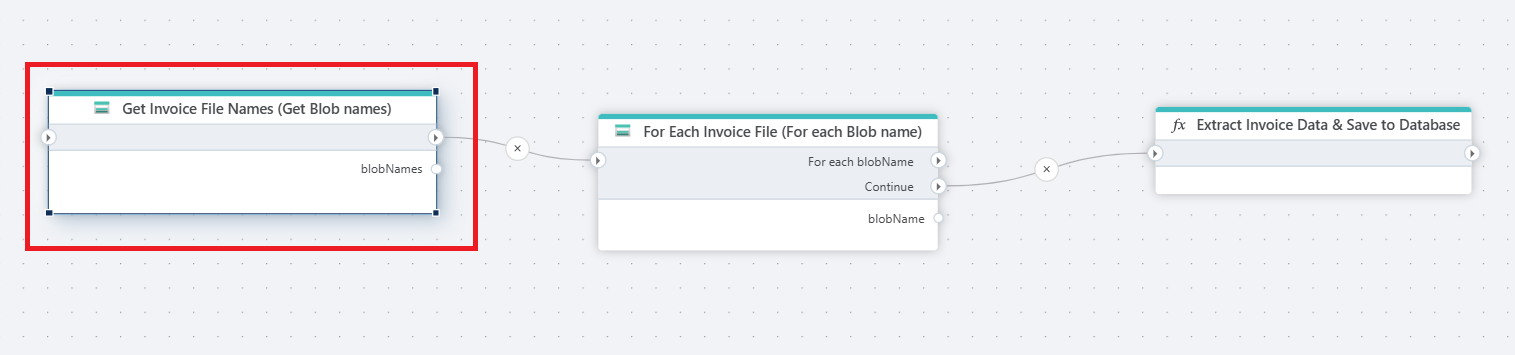 Get Invoice File Names (Get Blob names)
blobNames
For Each Invoice File (For each Blob name)
For each blobName
Continue
blobName
fx Extract Invoice Data & Save to Database